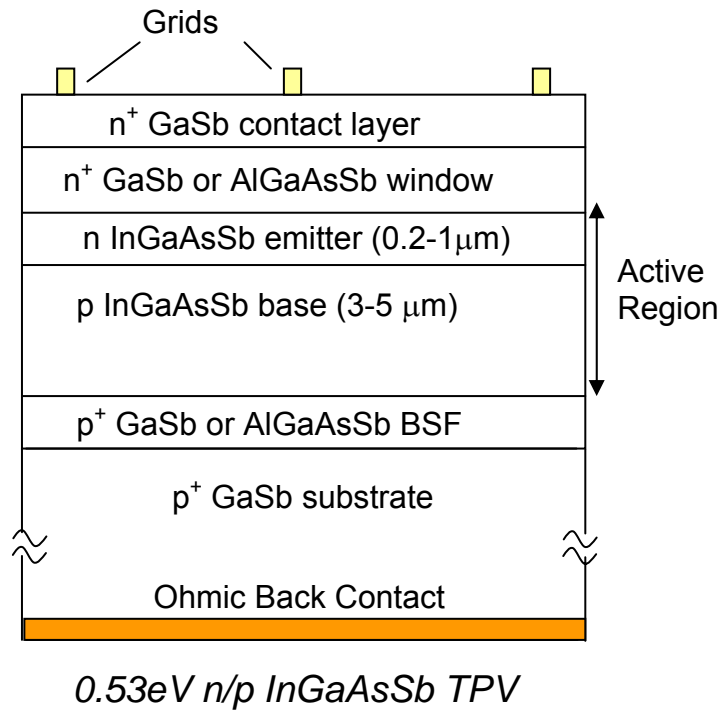 Grids
n⁺ GaSb contact layer
n⁺ GaSb or AlGaAsSb window
n InGaAsSb emitter (0.2-1μm)
p InGaAsSb base (3-5 μm)
Active
Region
p⁺ GaSb or AlGaAsSb BSF
p⁺ GaSb substrate
Ohmic Back Contact
0.53eV n/p InGaAsSb TPV